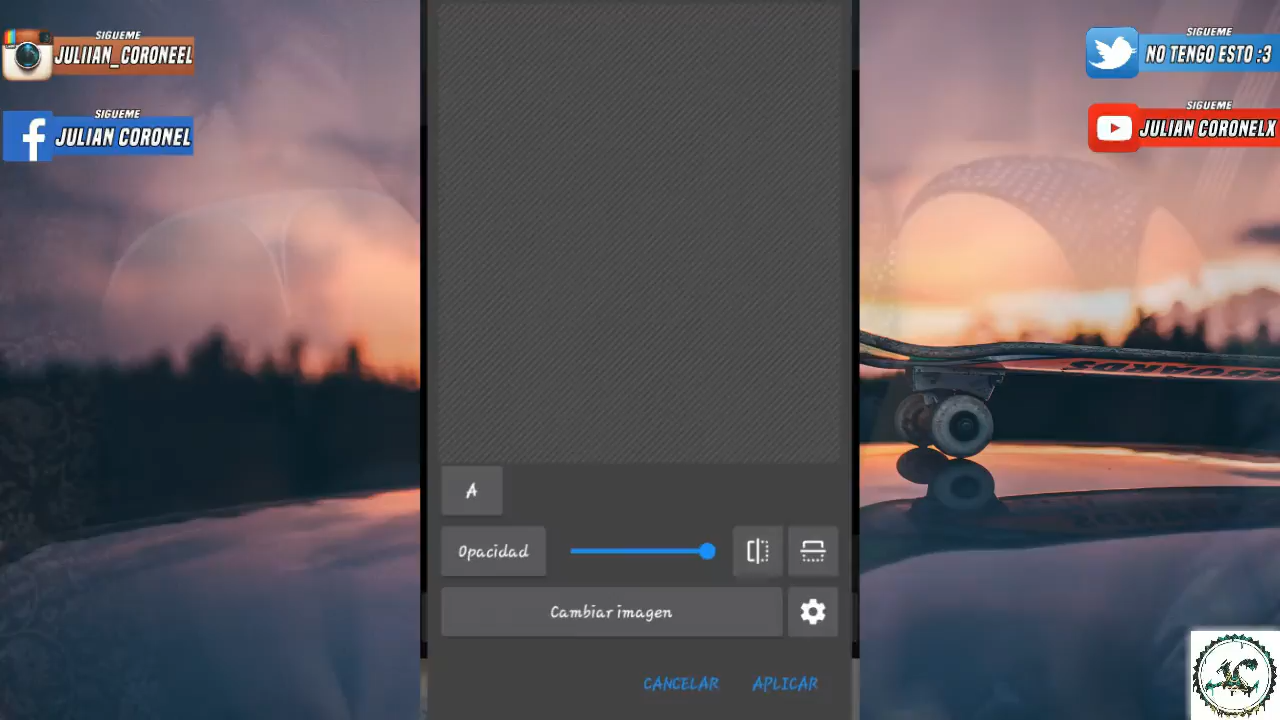 SIGUEME
JULIIAN_CORONEEL
SIGUEME
JULIAN CORONEL
SIGUEME
NO TENGO ESTO :3
SIGUEME
JULIAN CORONELX
A
Opacidad
Cambiar imagen
CANCELAR
APLICAR